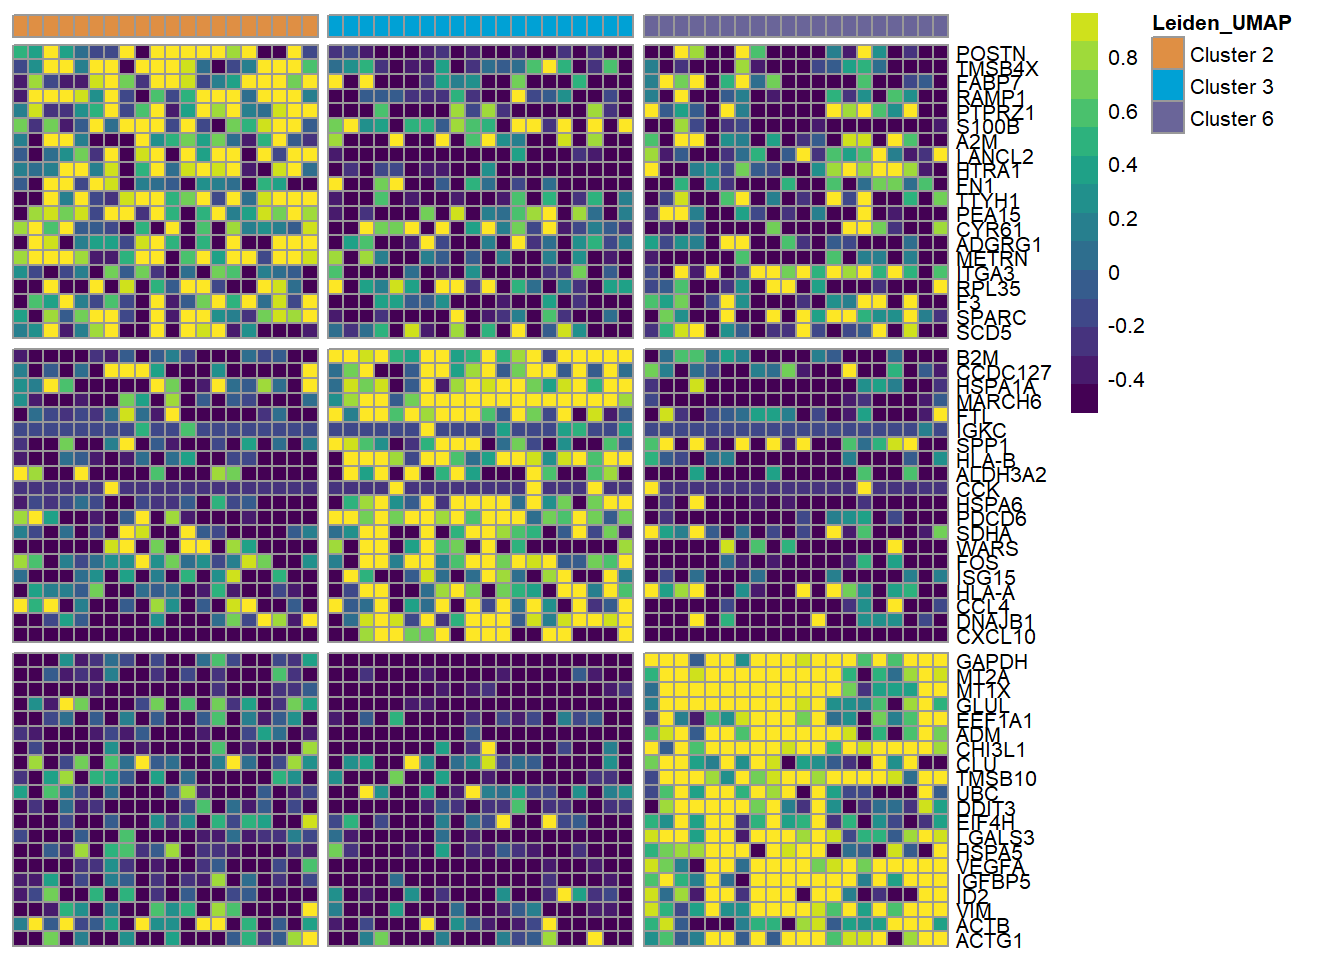 POSTN
TMSB4X
FABP7
RAMP1
PTPRZ1
S100B
A2M
LANCL2
HTRA1
FN1
TTYH1
PEA15
CYR61
ADGRG1
METRN
ITGA3
RPL35
F3
SPARC
SCD5
B2M
CCDC127
HSPA1A
MARCH6
FTL
IGKC
SPP1
HLA-B
ALDH3A2
CCK
HSPA6
PDCD6
SDHA
WARS
FOS
ISG15
HLA-A
CCL4
DNAJB1
CXCL10
GAPDH
MT2A
MT1X
GLUL
EEF1A1
ADM
CHI3L1
CLU
TMSB10
UBC
DDIT3
EIF4H
LGALS3
HSPA5
VEGFA
IGFBP5
ID2
VIM
ACTB
ACTG1
0.8
0.6
0.4
0.2
0
-0.2
-0.4
Leiden_UMAP
Cluster 2
Cluster 3
Cluster 6